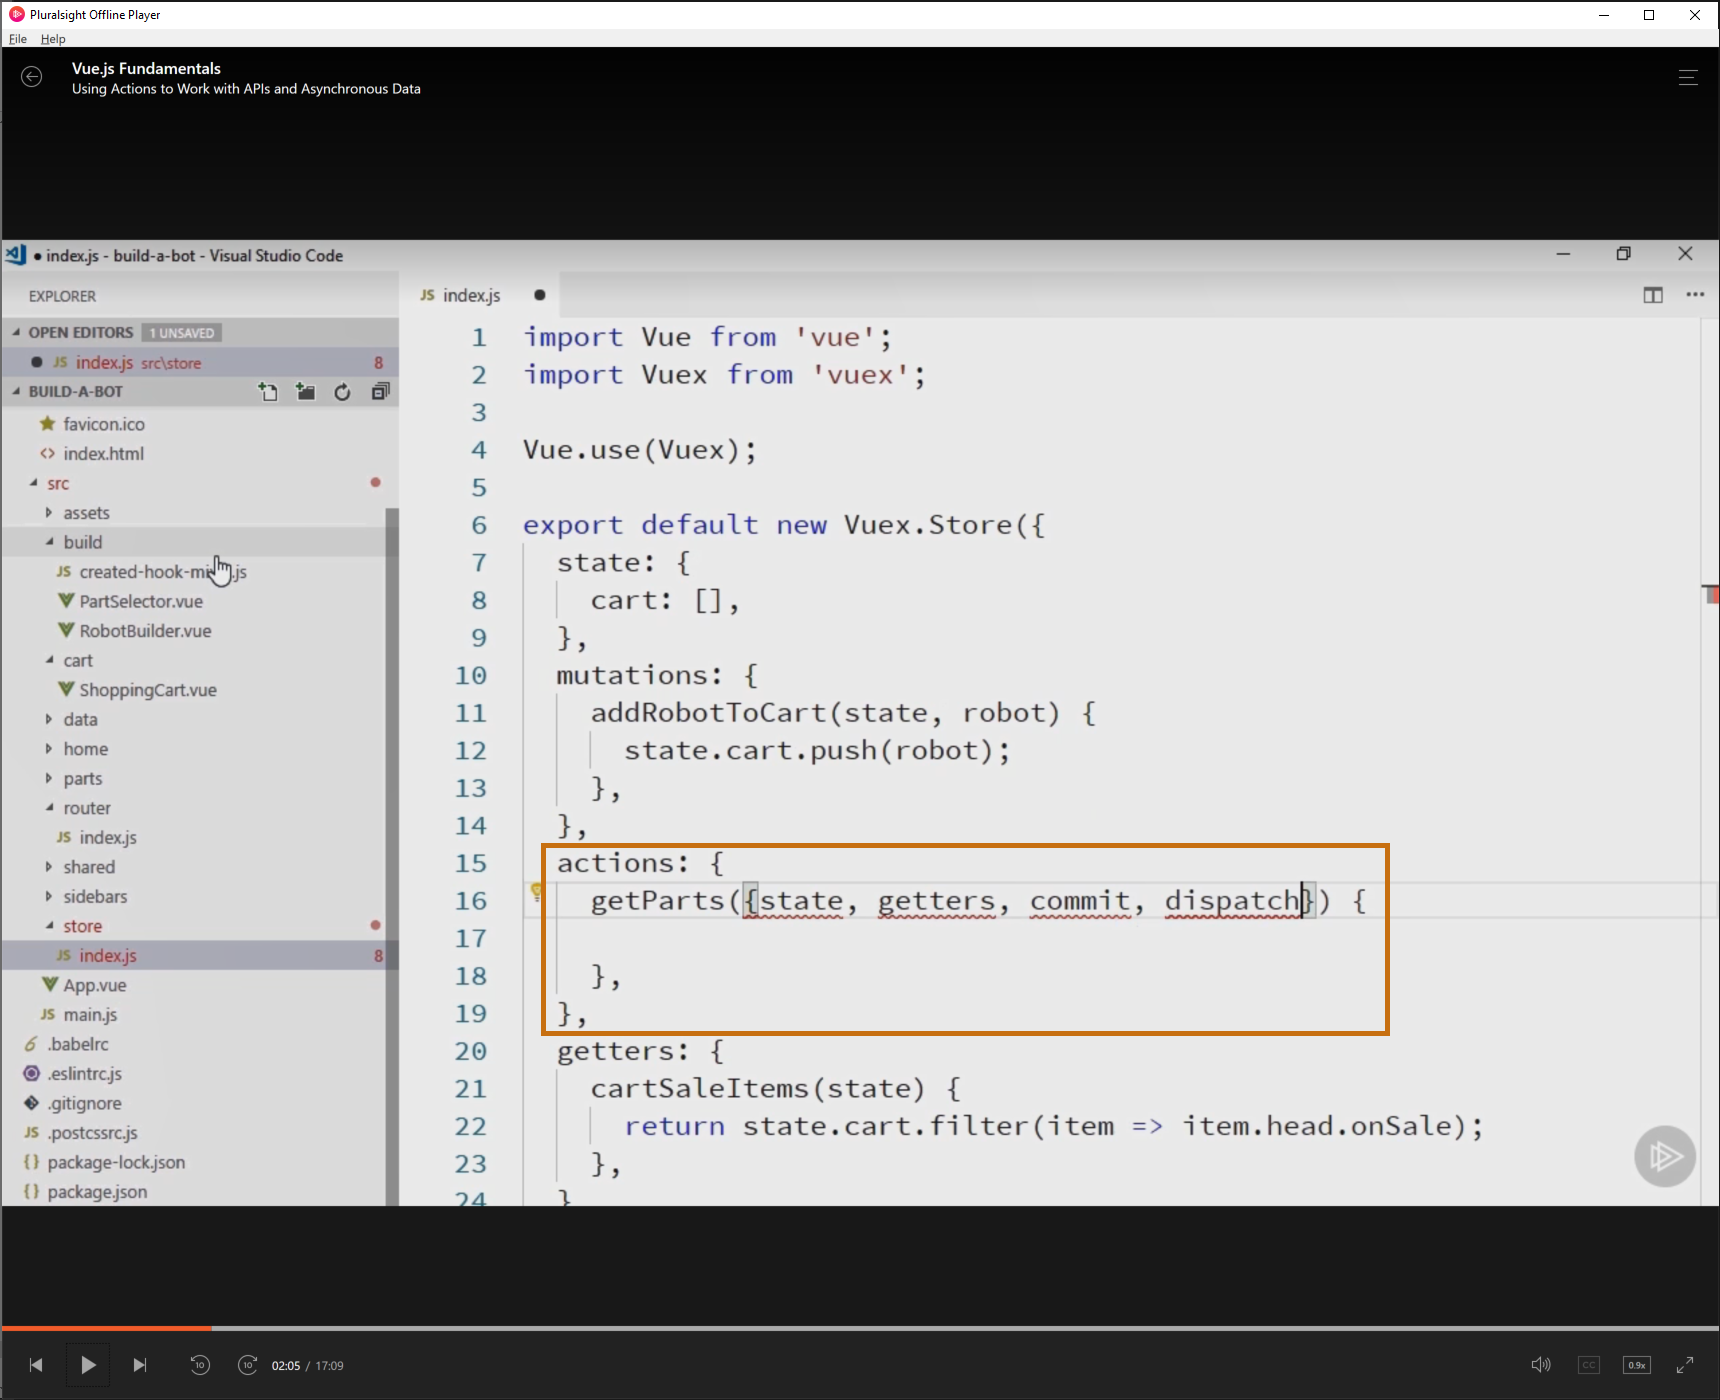 Pluralsight Offline Player
File Help
Vue.js Fundamentals
Using Actions to Work with APIs and Asynchronous Data
● index.js - build-a-bot - Visual Studio Code
EXPLORER
OPEN EDITORS 1 UNSAVED
● JS index.js src\store 8
BUILD-A-BOT
favicon.ico
<> index.html
src
assets
build
JS created-hook-mi
PartSelector.vue
RobotBuilder.vue
cart
ShoppingCart.vue
data
home
parts
router
JS index.js
shared
sidebars
store
JS index.js 8
App.vue
JS main.js
.babelrc
.eslintrc.js
.gitignore
JS .postcssrc.js
{} package-lock.json
{} package.json
JS index.js ●
1 import Vue from 'vue';
2 import Vuex from 'vuex';
3
4 Vue.use(Vuex);
5
6 export default new Vuex.Store({
7 state: {
8 cart: [],
9 },
10 mutations: {
11 addRobotToCart(state, robot) {
12 state.cart.push(robot);
13 },
14 },
15 actions: {
16 getParts({state, getters, commit, dispatch}) {
17
18 },
19 },
20 getters: {
21 cartSaleItems(state) {
22 return state.cart.filter(item => item.head.onSale);
23 },
24 }
10 10 02:05 / 17:09
CC 0.9x